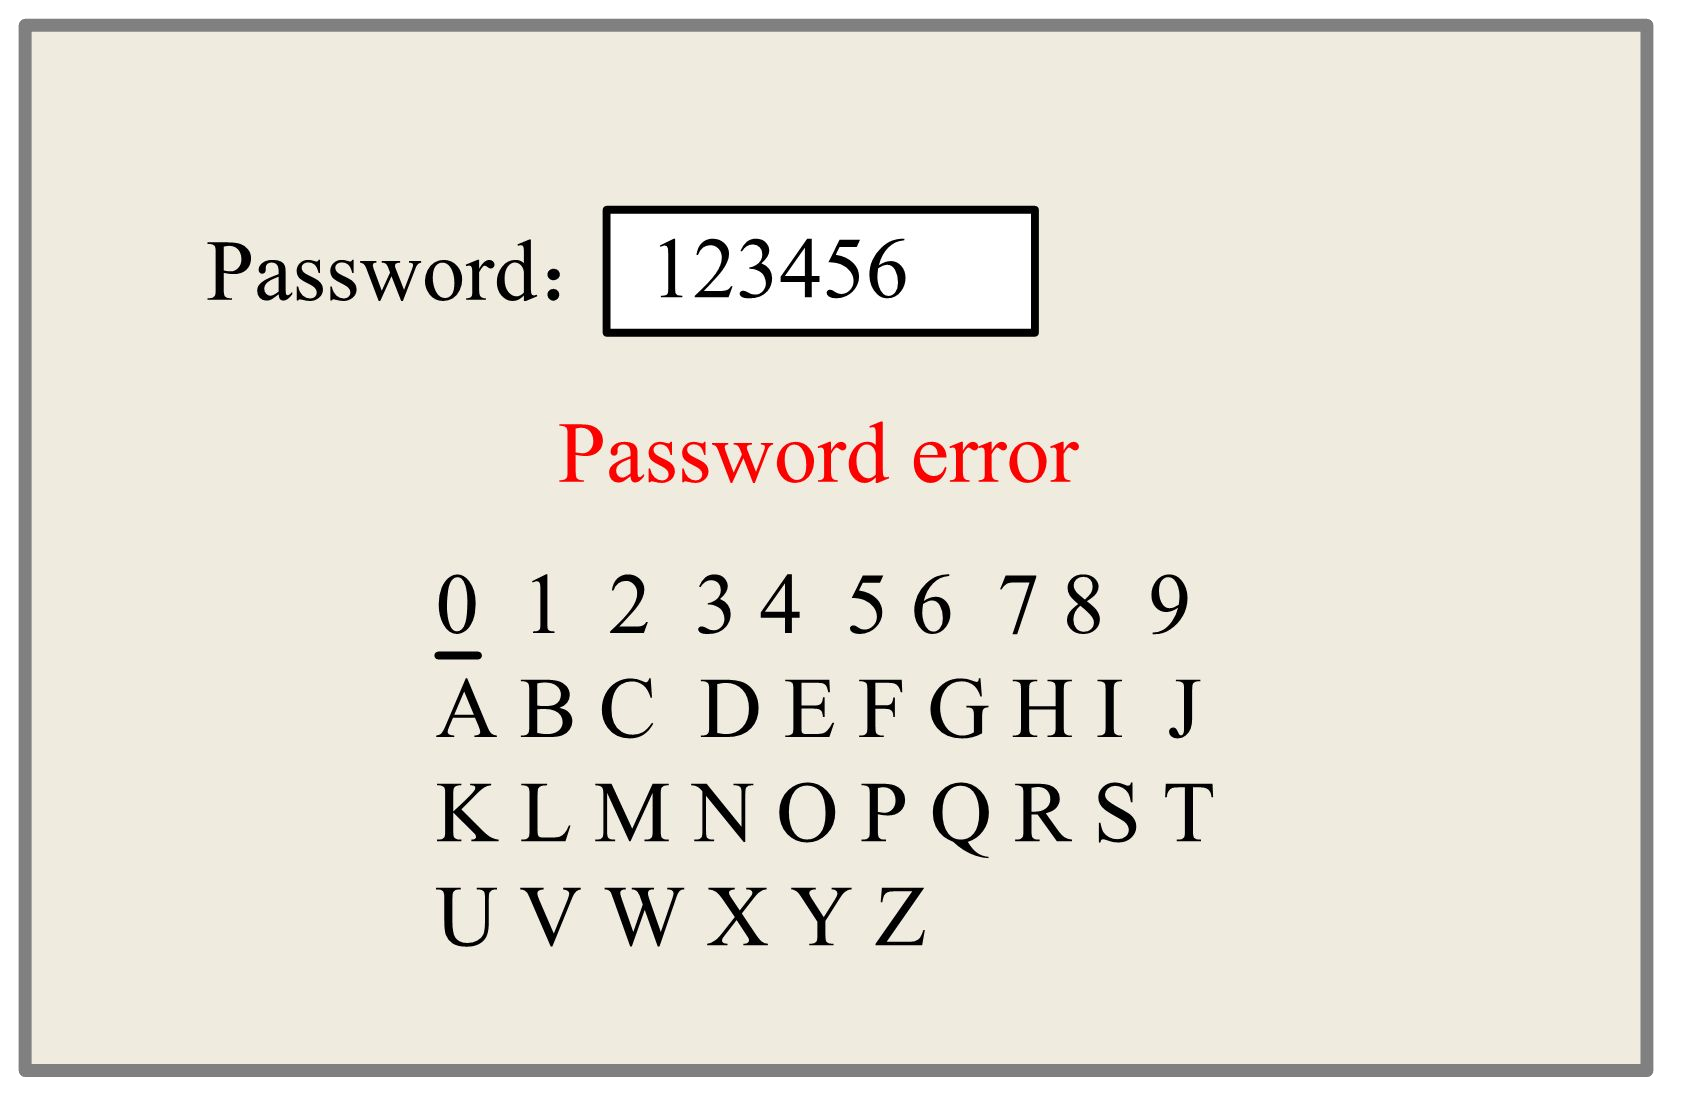 Password: 123456
Password error
0 1 2 3 4 5 6 7 8 9
A B C D E F G H I J
K L M N O P Q R S T
U V W X Y Z